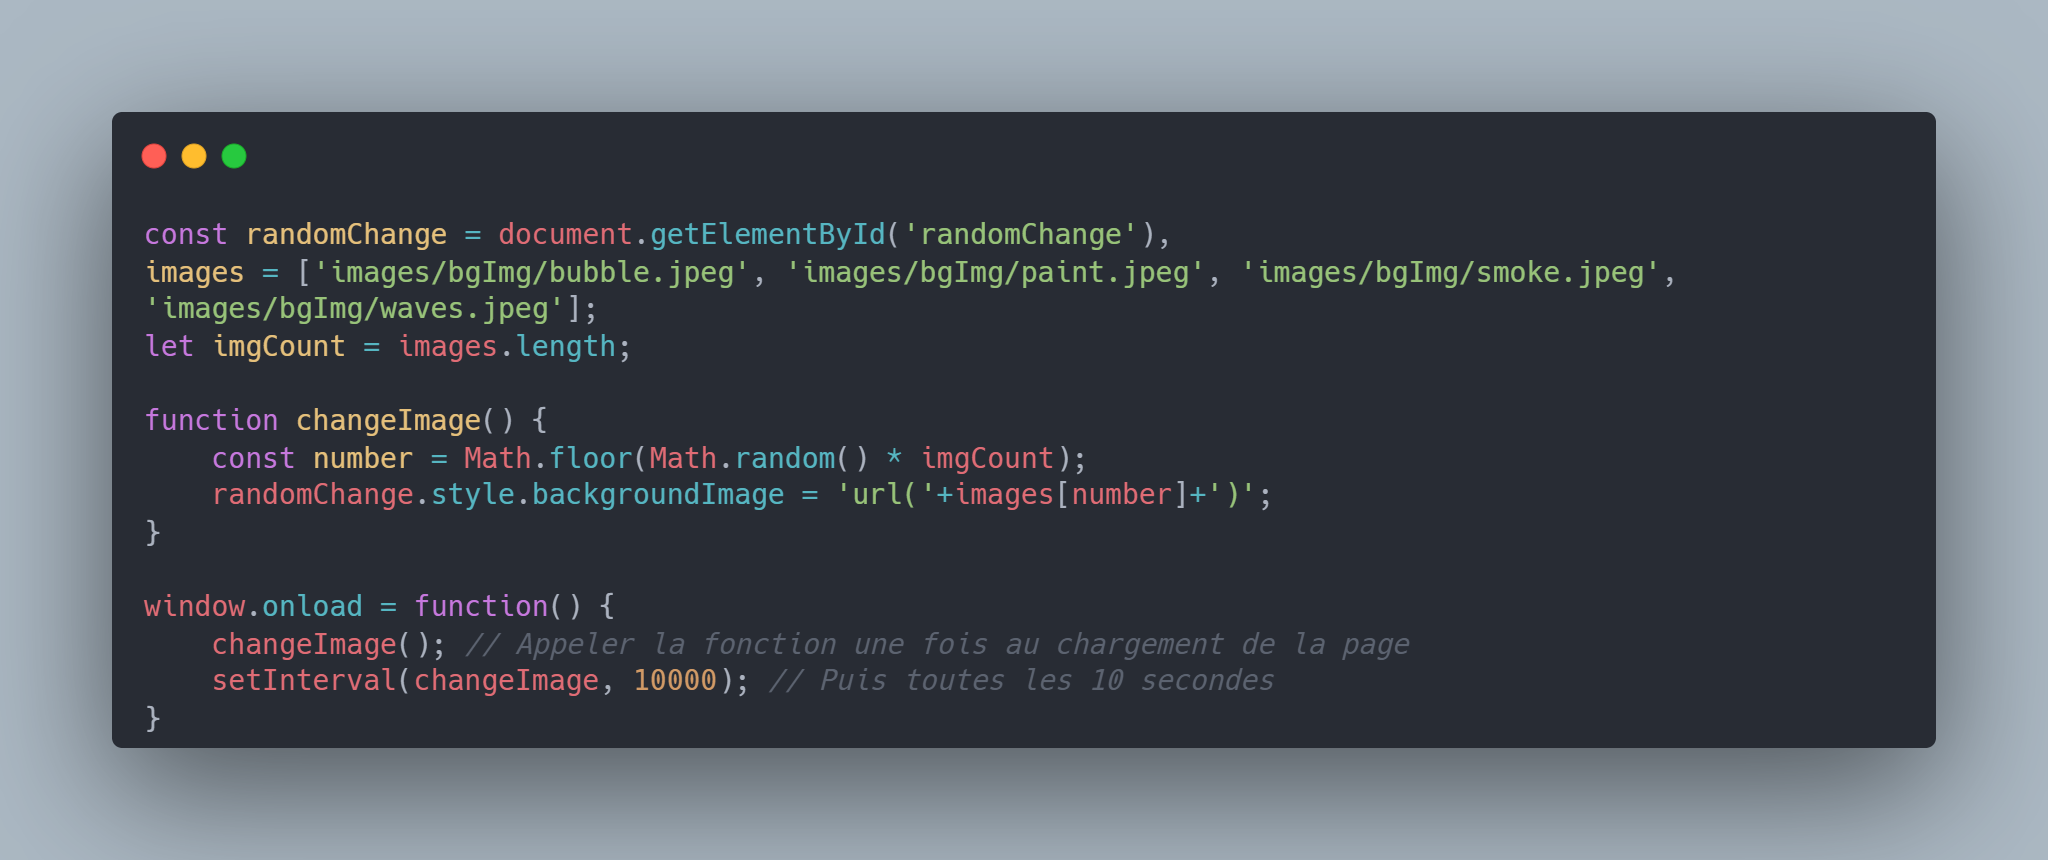 const randomChange = document.getElementById('randomChange'),
images = ['images/bgImg/bubble.jpeg', 'images/bgImg/paint.jpeg', 'images/bgImg/smoke.jpeg',
'images/bgImg/waves.jpeg'];
let imgCount = images.length;

function changeImage() {
    const number = Math.floor(Math.random() * imgCount);
    randomChange.style.backgroundImage = 'url('+images[number]+')';
}

window.onload = function() {
    changeImage(); // Appeler la fonction une fois au chargement de la page
    setInterval(changeImage, 10000); // Puis toutes les 10 secondes
}